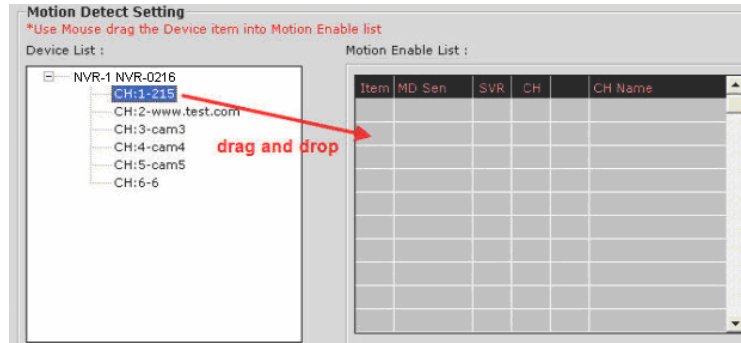 Motion Detect Setting
*Use Mouse drag the Device item into Motion Enable list
Device List :
Motion Enable List :
NVR-1 NVR-0216
CH:1-215
CH:2-www.test.com
CH:3-cam3
CH:4-cam4
CH:5-cam5
CH:6-6
drag and drop
Item MD Sen SVR CH CH Name